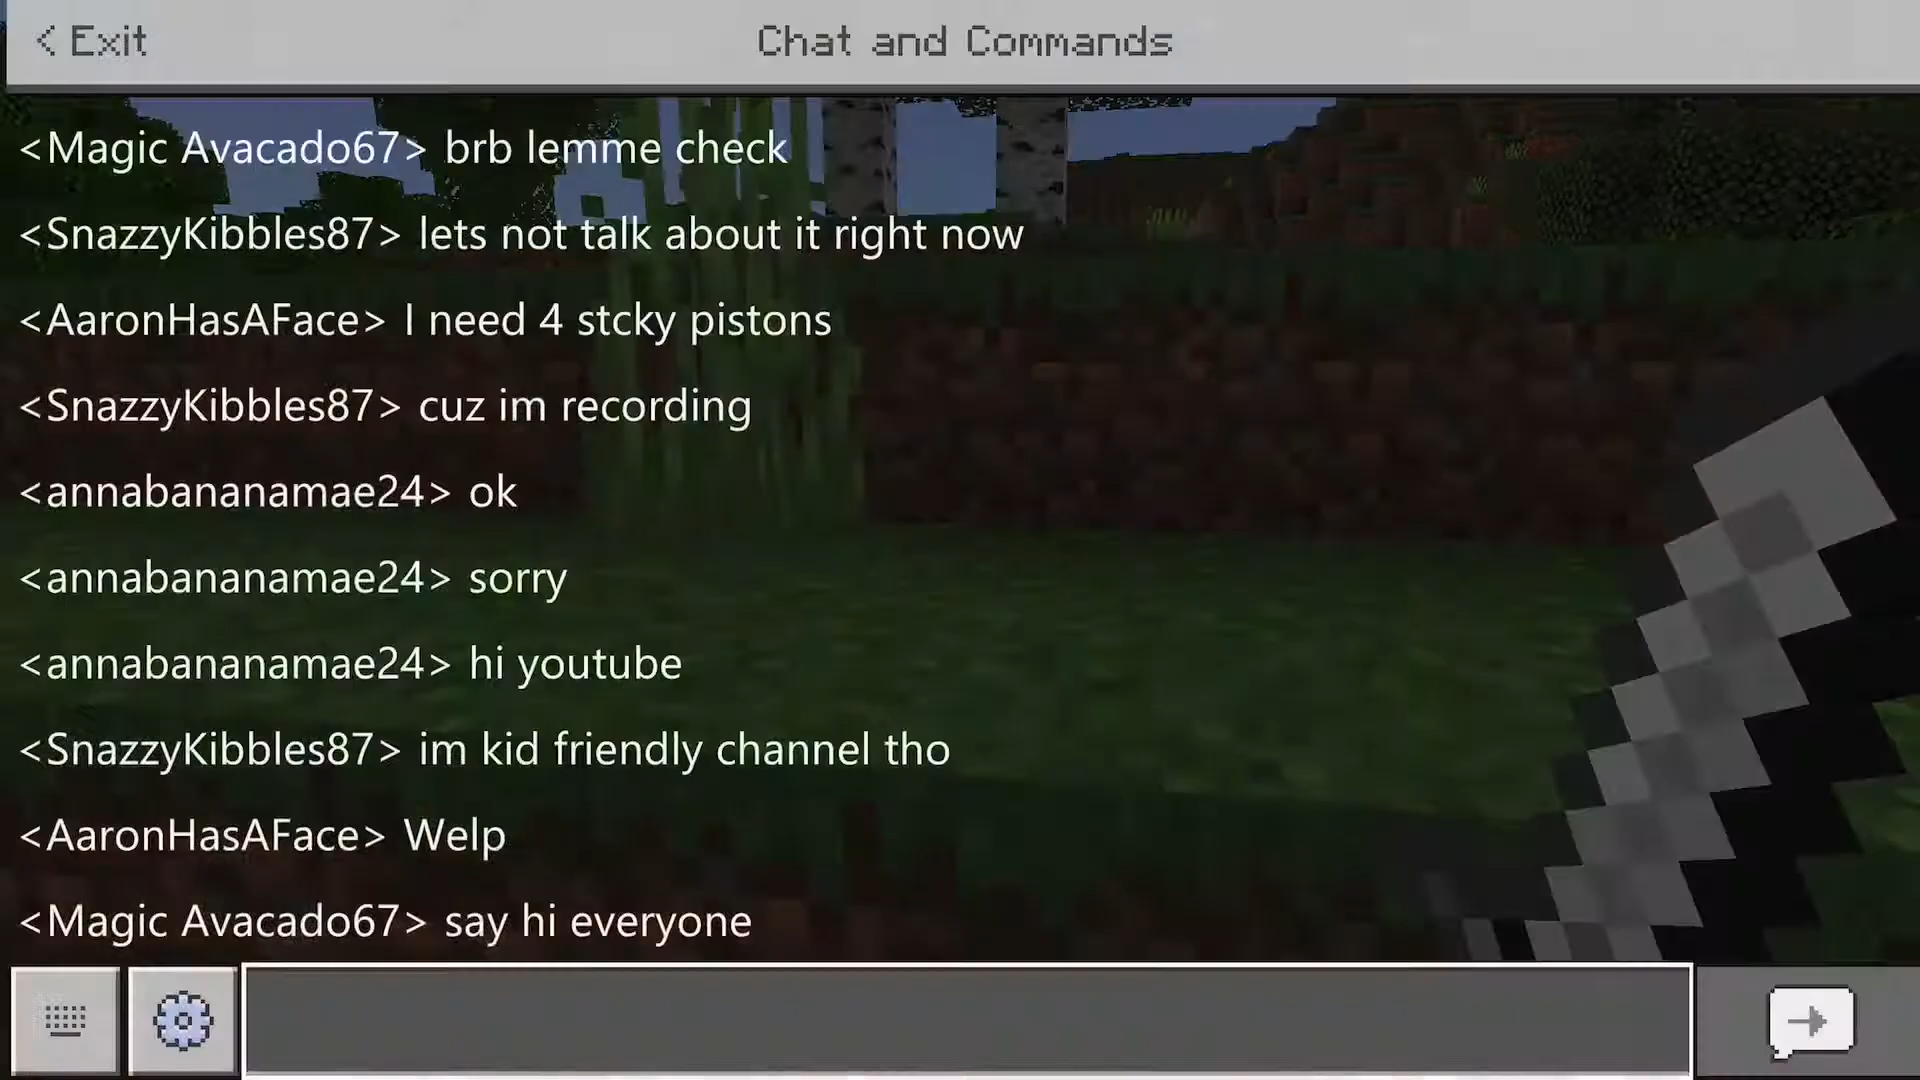 < Exit
Chat and Commands
<Magic Avacado67> brb lemme check
<SnazzyKibbles87> lets not talk about it right now
<AaronHasAFace> I need 4 stcky pistons
<SnazzyKibbles87> cuz im recording
<annabananamae24> ok
<annabananamae24> sorry
<annabananamae24> hi youtube
<SnazzyKibbles87> im kid friendly channel tho
<AaronHasAFace> Welp
<Magic Avacado67> say hi everyone